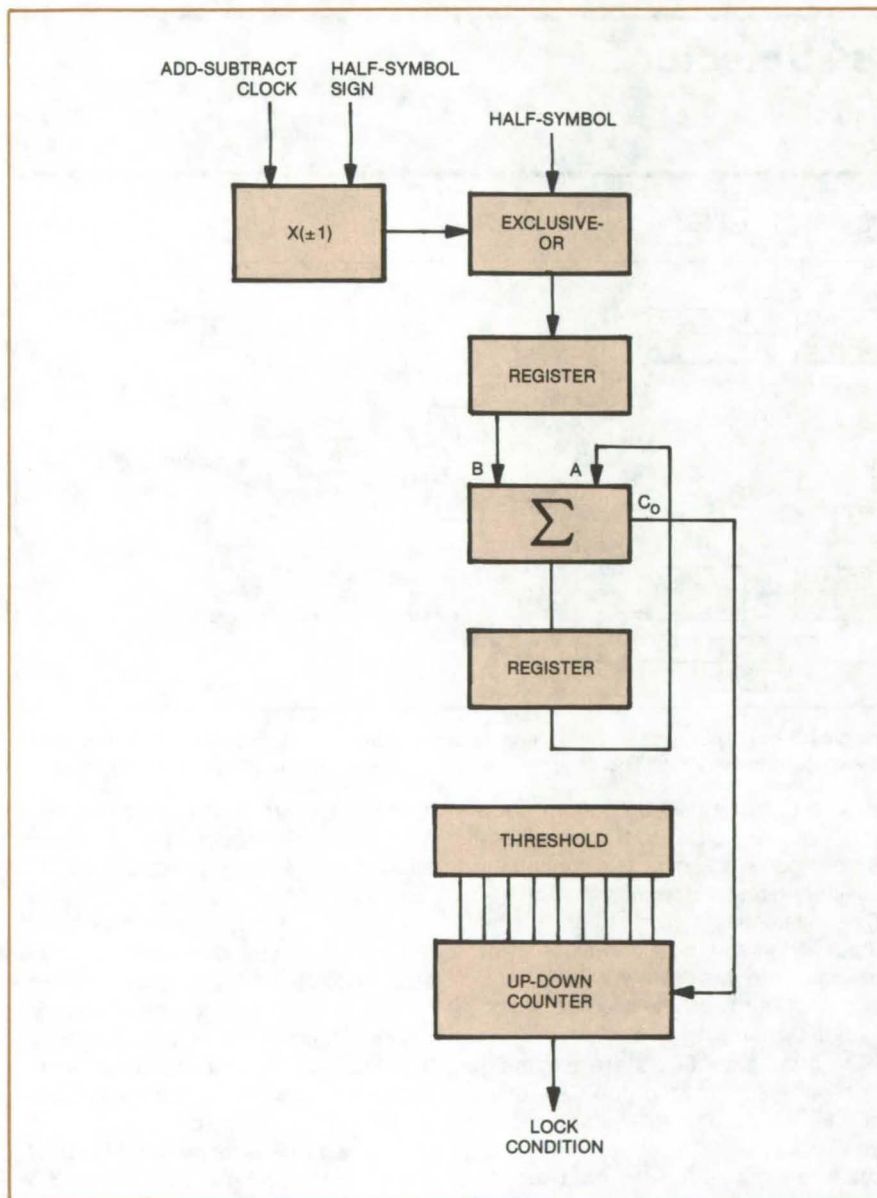 ADD-SUBTRACT
CLOCK
HALF-SYMBOL
SIGN
HALF-SYMBOL
X(±1)
EXCLUSIVE-
OR
REGISTER
B
A
C₀
Σ
REGISTER
THRESHOLD
UP-DOWN
COUNTER
LOCK
CONDITION